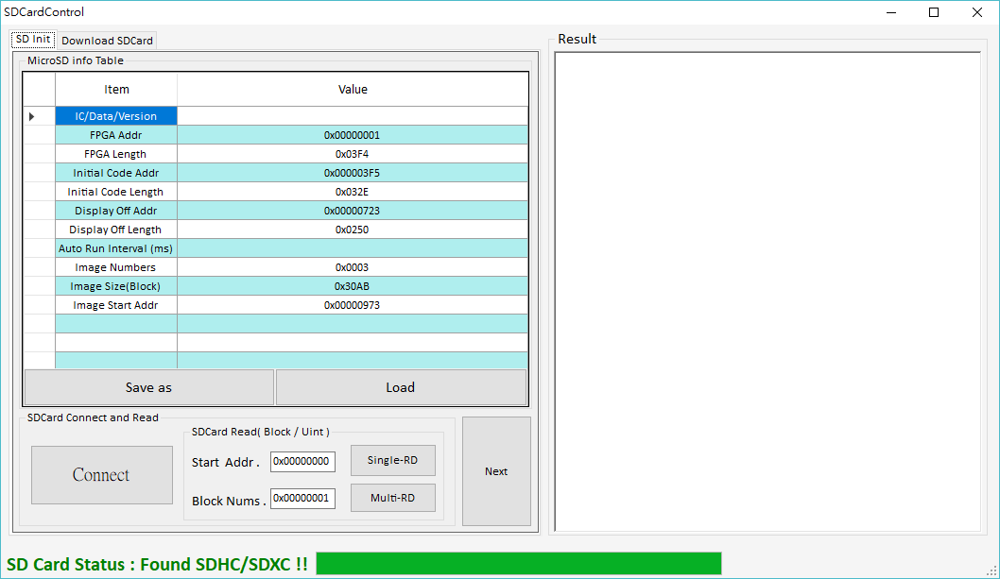 SDCardControl
SD Init Download SDCard
MicroSD info Table
Item Value
IC/Data/Version
FPGA Addr 0x00000001
FPGA Length 0x03F4
Initial Code Addr 0x000003F5
Initial Code Length 0x032E
Display Off Addr 0x00000723
Display Off Length 0x0250
Auto Run Interval (ms)
Image Numbers 0x0003
Image Size(Block) 0x30AB
Image Start Addr 0x00000973
Save as Load
SDCard Connect and Read
Connect
SDCard Read( Block / Uint )
Start Addr . 0x00000000 Single-RD
Block Nums . 0x00000001 Multi-RD
Next
Result
SD Card Status : Found SDHC/SDXC !!